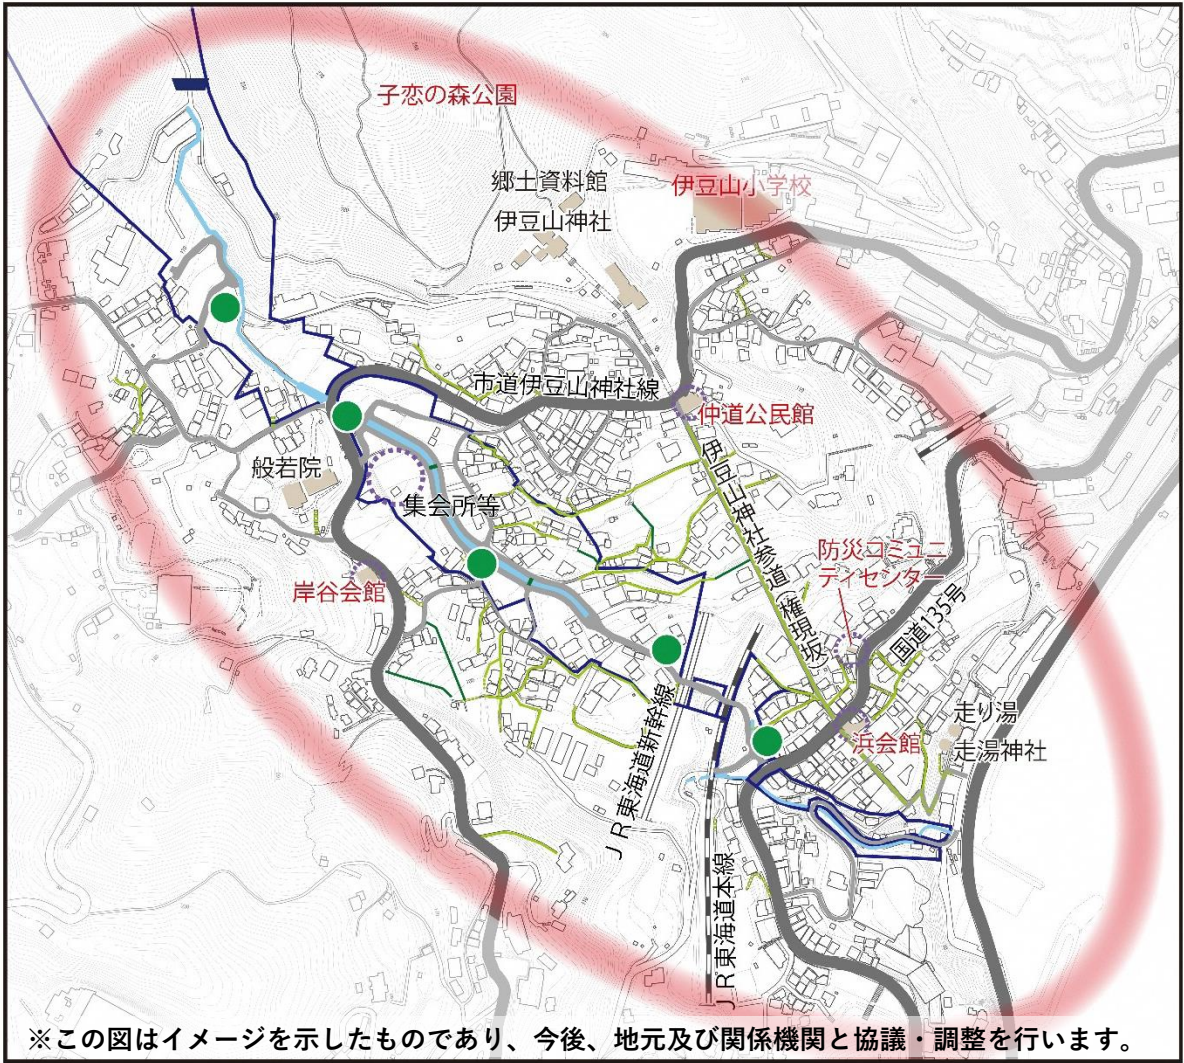 子恋の森公園
郷土資料館
伊豆山神社
伊豆山小学校
市道伊豆山神社線
仲道公民館
般若院
集会所等
伊豆山神社参道(権現坂)
防災コミュニ
ティセンター
岸谷会館
国道135号
走り湯
走湯神社
浜会館
JR東海道新幹線
JR東海道本線
※この図はイメージを示したものであり、今後、地元及び関係機関と協議・調整を行います。